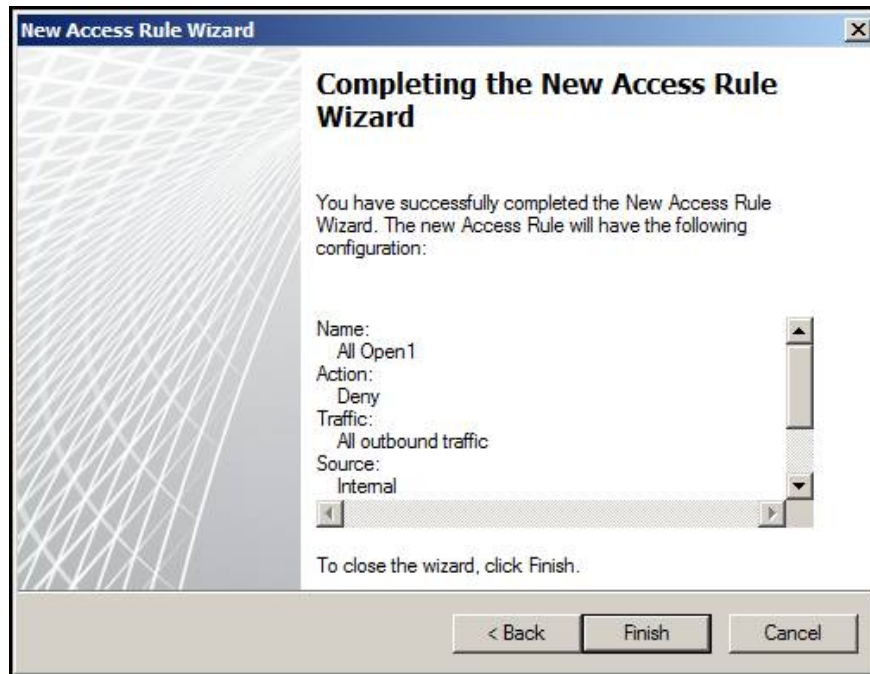 New Access Rule Wizard
Completing the New Access Rule
Wizard
You have successfully completed the New Access Rule
Wizard. The new Access Rule will have the following
configuration:
Name:
All Open1
Action:
Deny
Traffic:
All outbound traffic
Source:
Internal
To close the wizard, click Finish.
< Back
Finish
Cancel